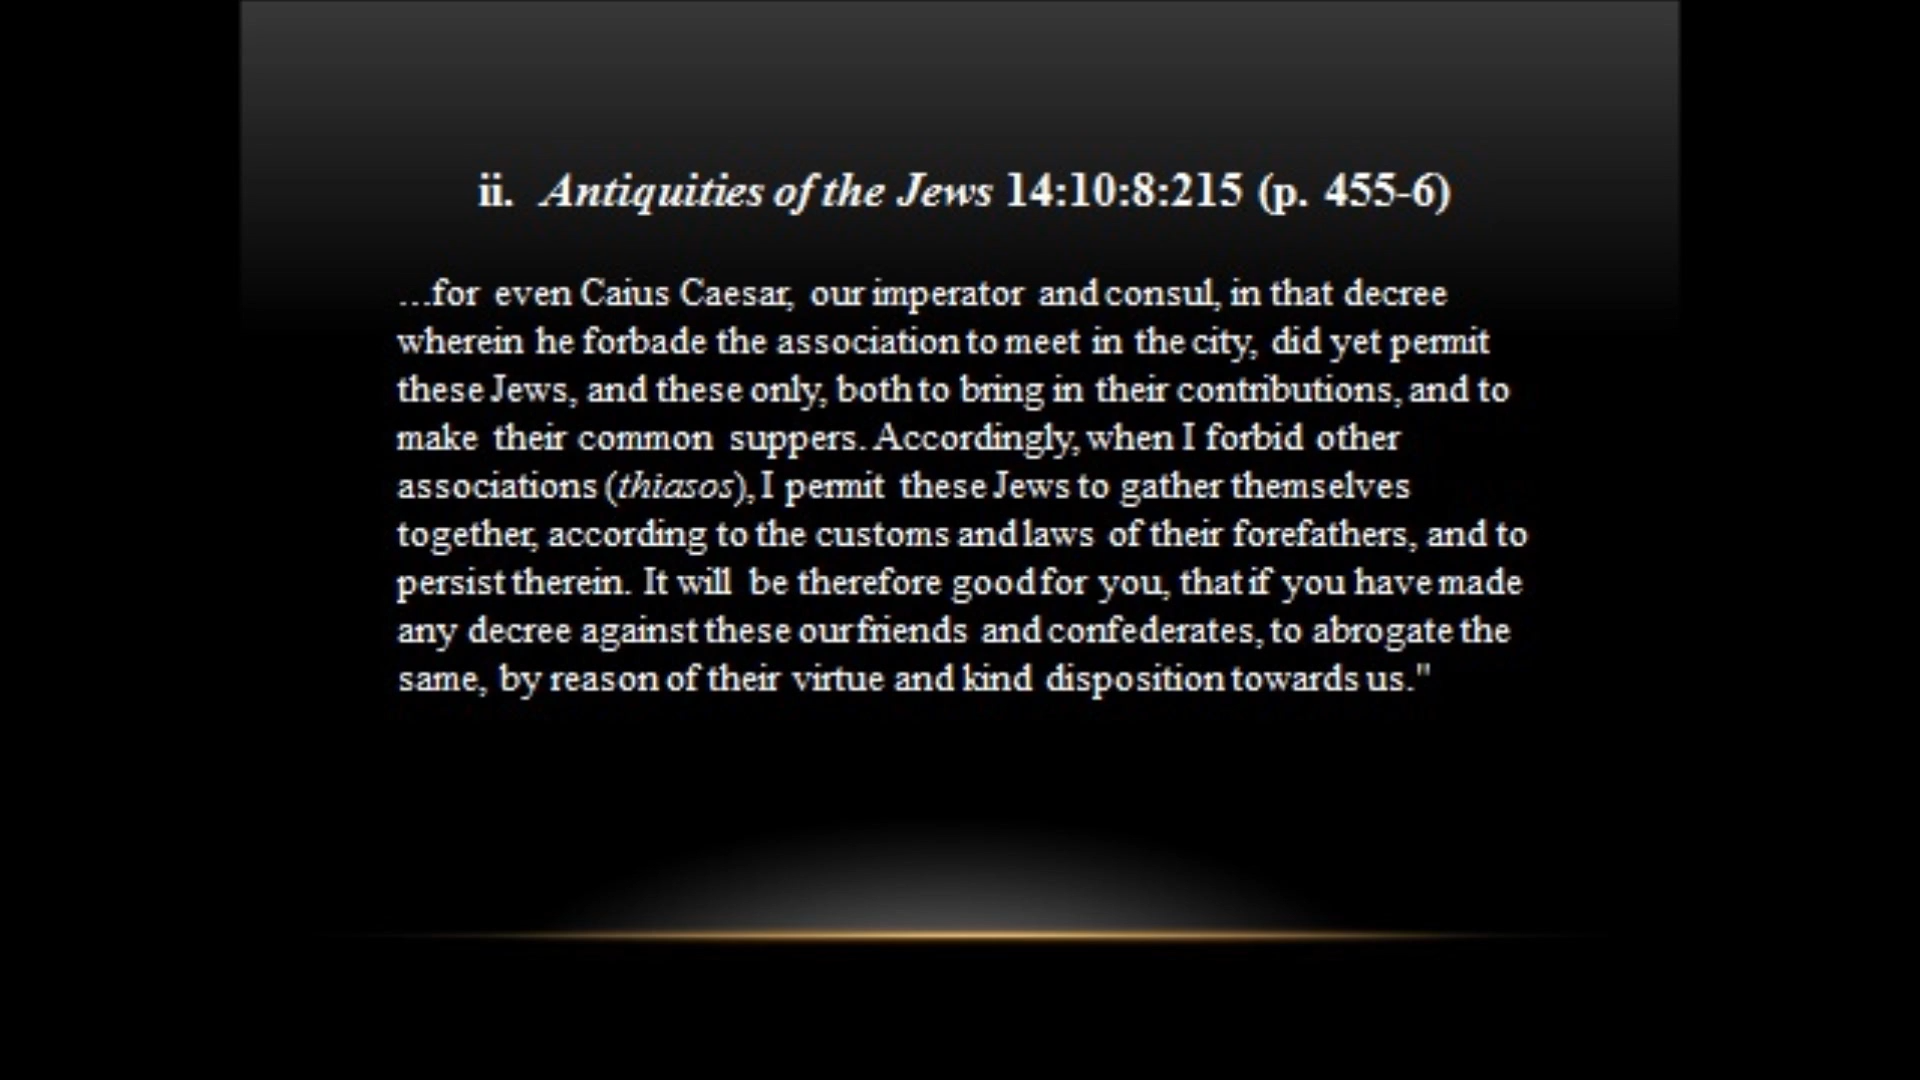 ii. Antiquities of the Jews 14:10:8:215 (p. 455-6)
...for even Caius Caesar, our imperator and consul, in that decree
wherein he forbade the association to meet in the city, did yet permit
these Jews, and these only, both to bring in their contributions, and to
make their common suppers. Accordingly, when I forbid other
associations (thiasos), I permit these Jews to gather themselves
together, according to the customs and laws of their forefathers, and to
persist therein. It will be therefore good for you, that if you have made
any decree against these our friends and confederates, to abrogate the
same, by reason of their virtue and kind disposition towards us."